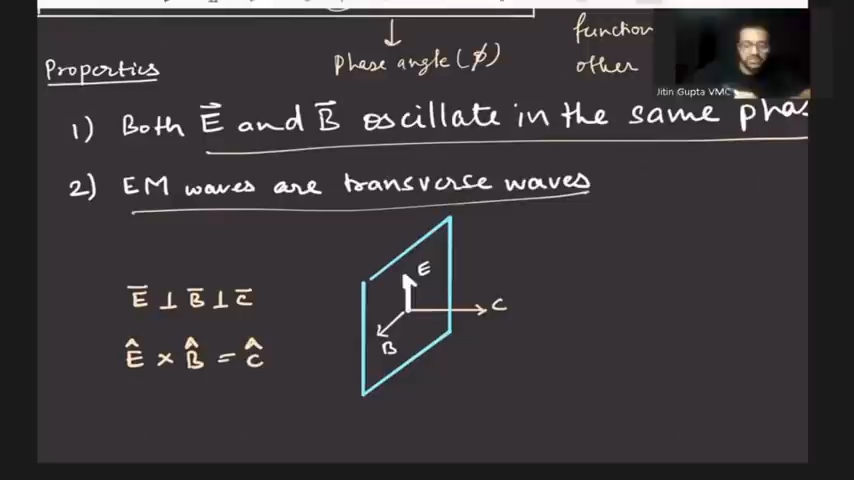 Phase angle (ϕ)
function
other
Properties
Jitin Gupta VMC
1) Both E⃗ and B⃗ oscillate in the same phas
2) EM waves are transverse waves
E
E̅ ⊥ B̅ ⊥ C̅
C
B
Ê × B̂ = Ĉ